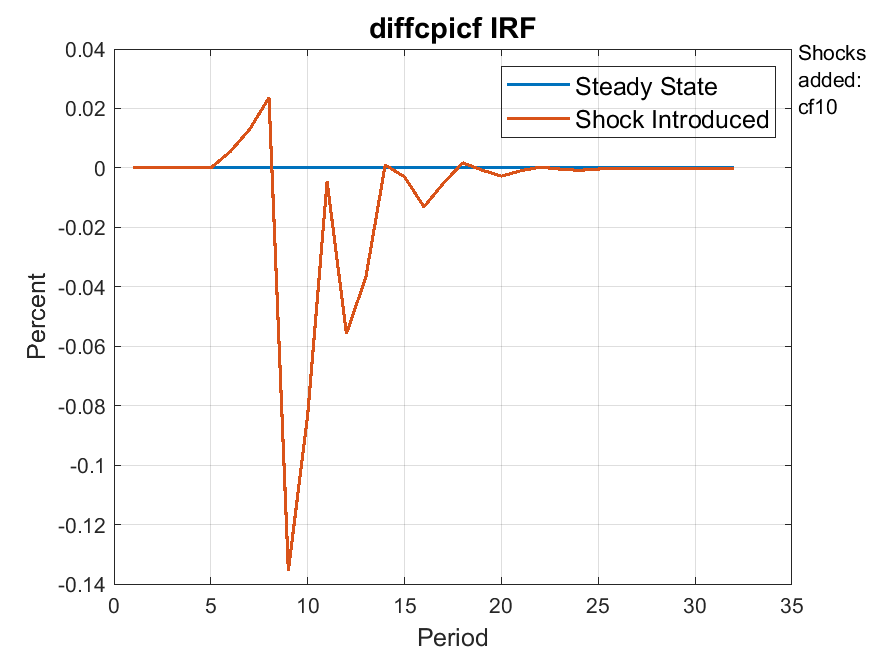 diffcpicf IRF
Shocks
added:
cf10
Steady State
Shock Introduced
0.04
0.02
0
-0.02
-0.04
-0.06
-0.08
-0.1
-0.12
-0.14
Percent
0
5
10
15
20
25
30
35
Period